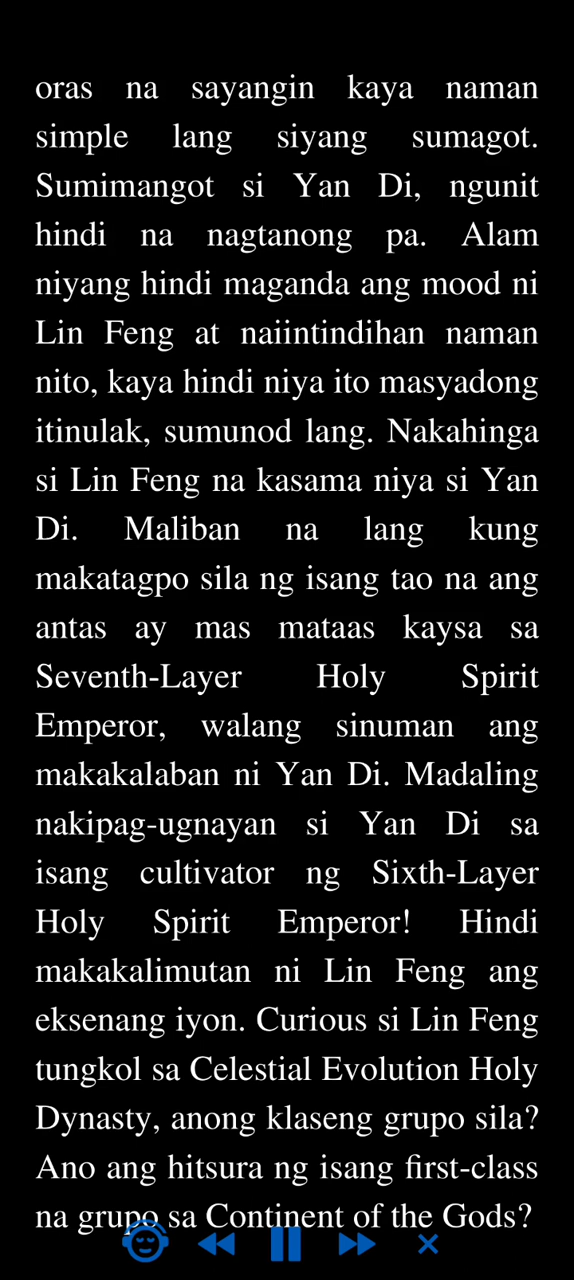 oras na sayangin kaya naman
simple lang siyang sumagot.
Sumimangot si Yan Di, ngunit
hindi na nagtanong pa. Alam
niyang hindi maganda ang mood ni
Lin Feng at naiintindihan naman
nito, kaya hindi niya ito masyadong
itinulak, sumunod lang. Nakahinga
si Lin Feng na kasama niya si Yan
Di. Maliban na lang kung
makatagpo sila ng isang tao na ang
antas ay mas mataas kaysa sa
Seventh-Layer Holy Spirit
Emperor, walang sinuman ang
makakalaban ni Yan Di. Madaling
nakipag-ugnayan si Yan Di sa
isang cultivator ng Sixth-Layer
Holy Spirit Emperor! Hindi
makakalimutan ni Lin Feng ang
eksenang iyon. Curious si Lin Feng
tungkol sa Celestial Evolution Holy
Dynasty, anong klaseng grupo sila?
Ano ang hitsura ng isang first-class
na grupo sa Continent of the Gods?